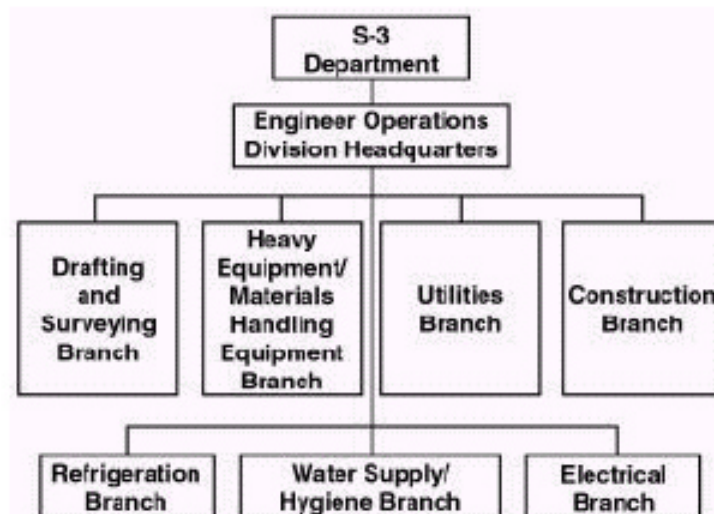 S-3
Department
Engineer Operations
Division Headquarters
Drafting
and
Surveying
Branch
Heavy
Equipment/
Materials
Handling
Equipment
Branch
Utilities
Branch
Construction
Branch
Refrigeration
Branch
Water Supply/
Hygiene Branch
Electrical
Branch